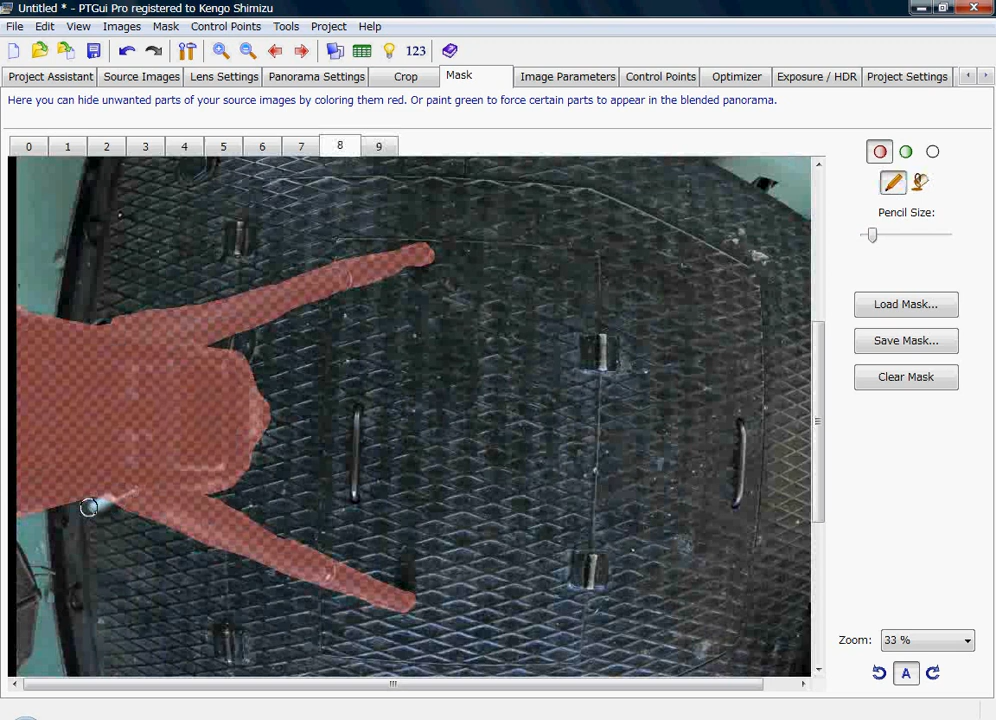 Untitled * - PTGui Pro registered to Kengo Shimizu
File Edit View Images Mask Control Points Tools Project Help
123
Project Assistant Source Images Lens Settings Panorama Settings Crop Mask Image Parameters Control Points Optimizer Exposure / HDR Project Settings
Here you can hide unwanted parts of your source images by coloring them red. Or paint green to force certain parts to appear in the blended panorama.
0 1 2 3 4 5 6 7 8 9
Pencil Size:
Load Mask...
Save Mask...
Clear Mask
Zoom: 33 %
A